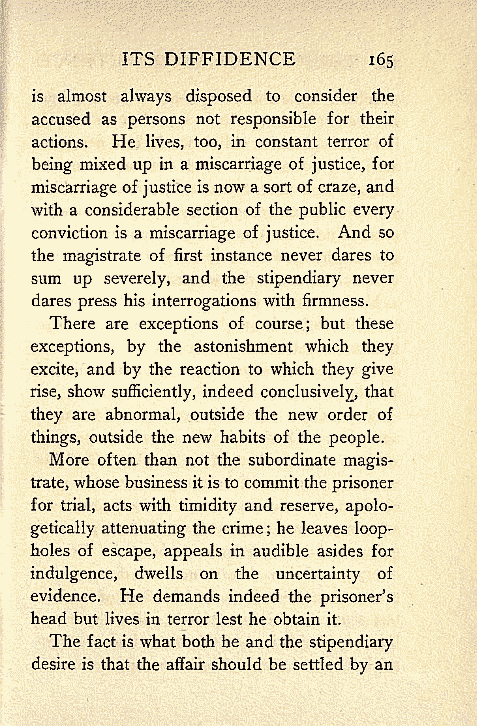 ITS DIFFIDENCE 165
is almost always disposed to consider the
accused as persons not responsible for their
actions. He lives, too, in constant terror of
being mixed up in a miscarriage of justice, for
miscarriage of justice is now a sort of craze, and
with a considerable section of the public every
conviction is a miscarriage of justice. And so
the magistrate of first instance never dares to
sum up severely, and the stipendiary never
dares press his interrogations with firmness.
There are exceptions of course; but these
exceptions, by the astonishment which they
excite, and by the reaction to which they give
rise, show sufficiently, indeed conclusively, that
they are abnormal, outside the new order of
things, outside the new habits of the people.
More often than not the subordinate magis-
trate, whose business it is to commit the prisoner
for trial, acts with timidity and reserve, apolo-
getically attenuating the crime; he leaves loop-
holes of escape, appeals in audible asides for
indulgence, dwells on the uncertainty of
evidence. He demands indeed the prisoner's
head but lives in terror lest he obtain it.
The fact is what both he and the stipendiary
desire is that the affair should be settled by an